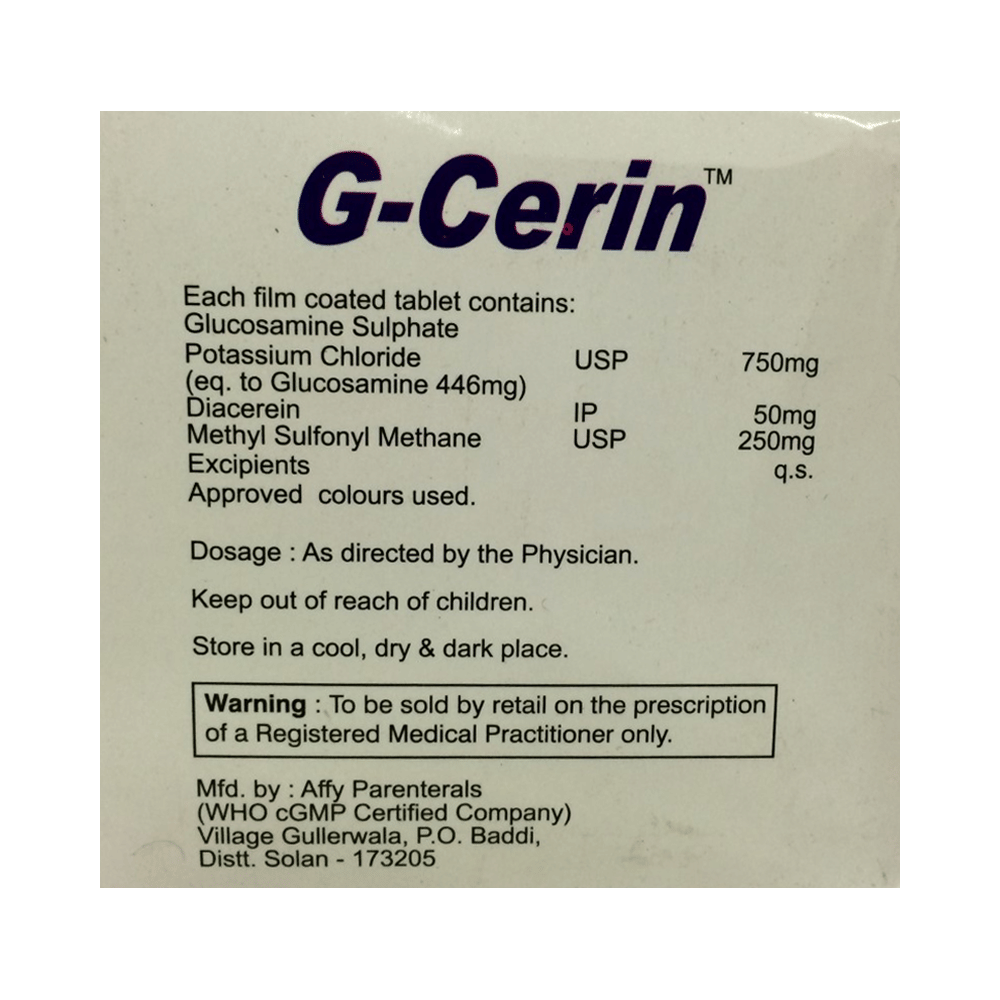 G-Cerin™
Each film coated tablet contains:
Glucosamine Sulphate
Potassium Chloride USP 750mg
(eq. to Glucosamine 446mg)
Diacerein IP 50mg
Methyl Sulfonyl Methane USP 250mg
Excipients q.s.
Approved colours used.
Dosage : As directed by the Physician.
Keep out of reach of children.
Store in a cool, dry & dark place.
Warning : To be sold by retail on the prescription
of a Registered Medical Practitioner only.
Mfd. by : Affy Parenterals
(WHO cGMP Certified Company)
Village Gullerwala, P.O. Baddi,
Distt. Solan - 173205